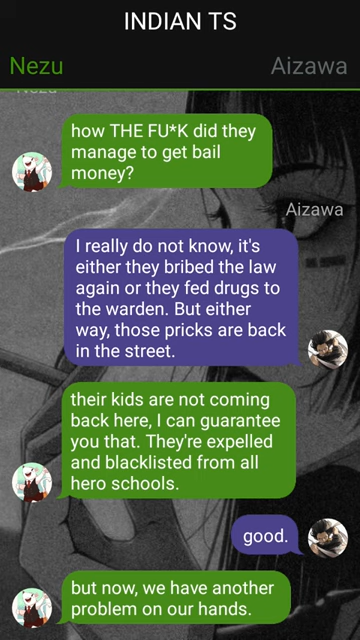 INDIAN TS
Nezu Aizawa
Nezu
how THE FU*K did they
manage to get bail
money?
Aizawa
I really do not know, it's
either they bribed the law
again or they fed drugs to
the warden. But either
way, those pricks are back
in the street.
their kids are not coming
back here, I can guarantee
you that. They're expelled
and blacklisted from all
hero schools.
good.
but now, we have another
problem on our hands.